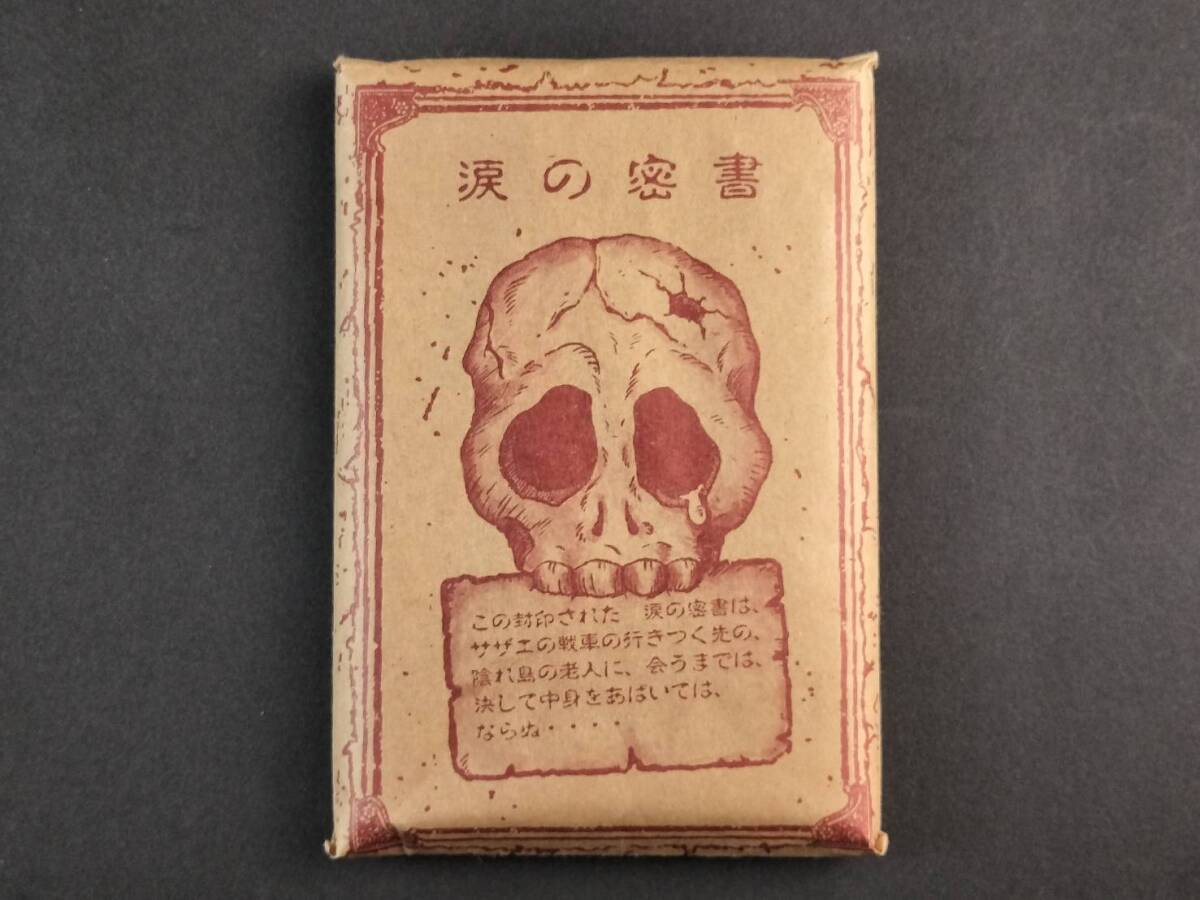 涙の密書
この封印された 涙の密書は、
サザエの戦車の行きつく先の、
陰れ島の老人に、会うまでは、
決して中身をあばいては、
ならぬ・・・・